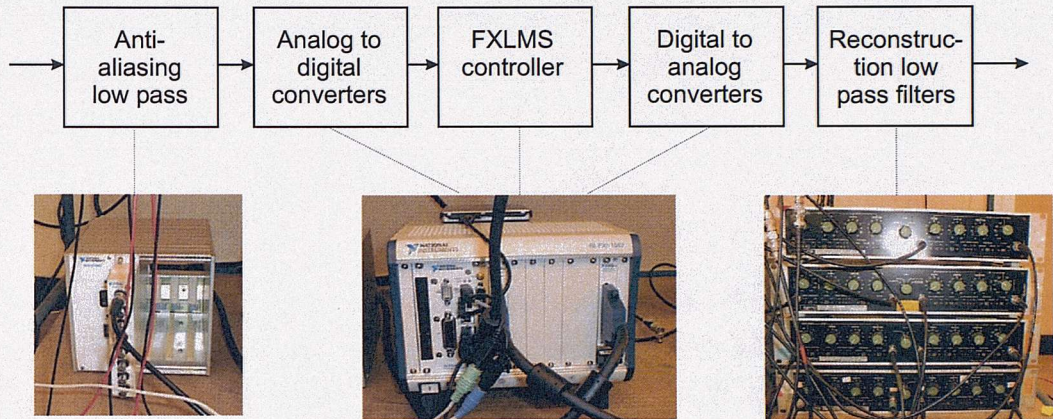 Anti-
aliasing
low pass
Analog to
digital
converters
FXLMS
controller
Digital to
analog
converters
Reconstruc-
tion low
pass filters
NATIONAL
INSTRUMENTS